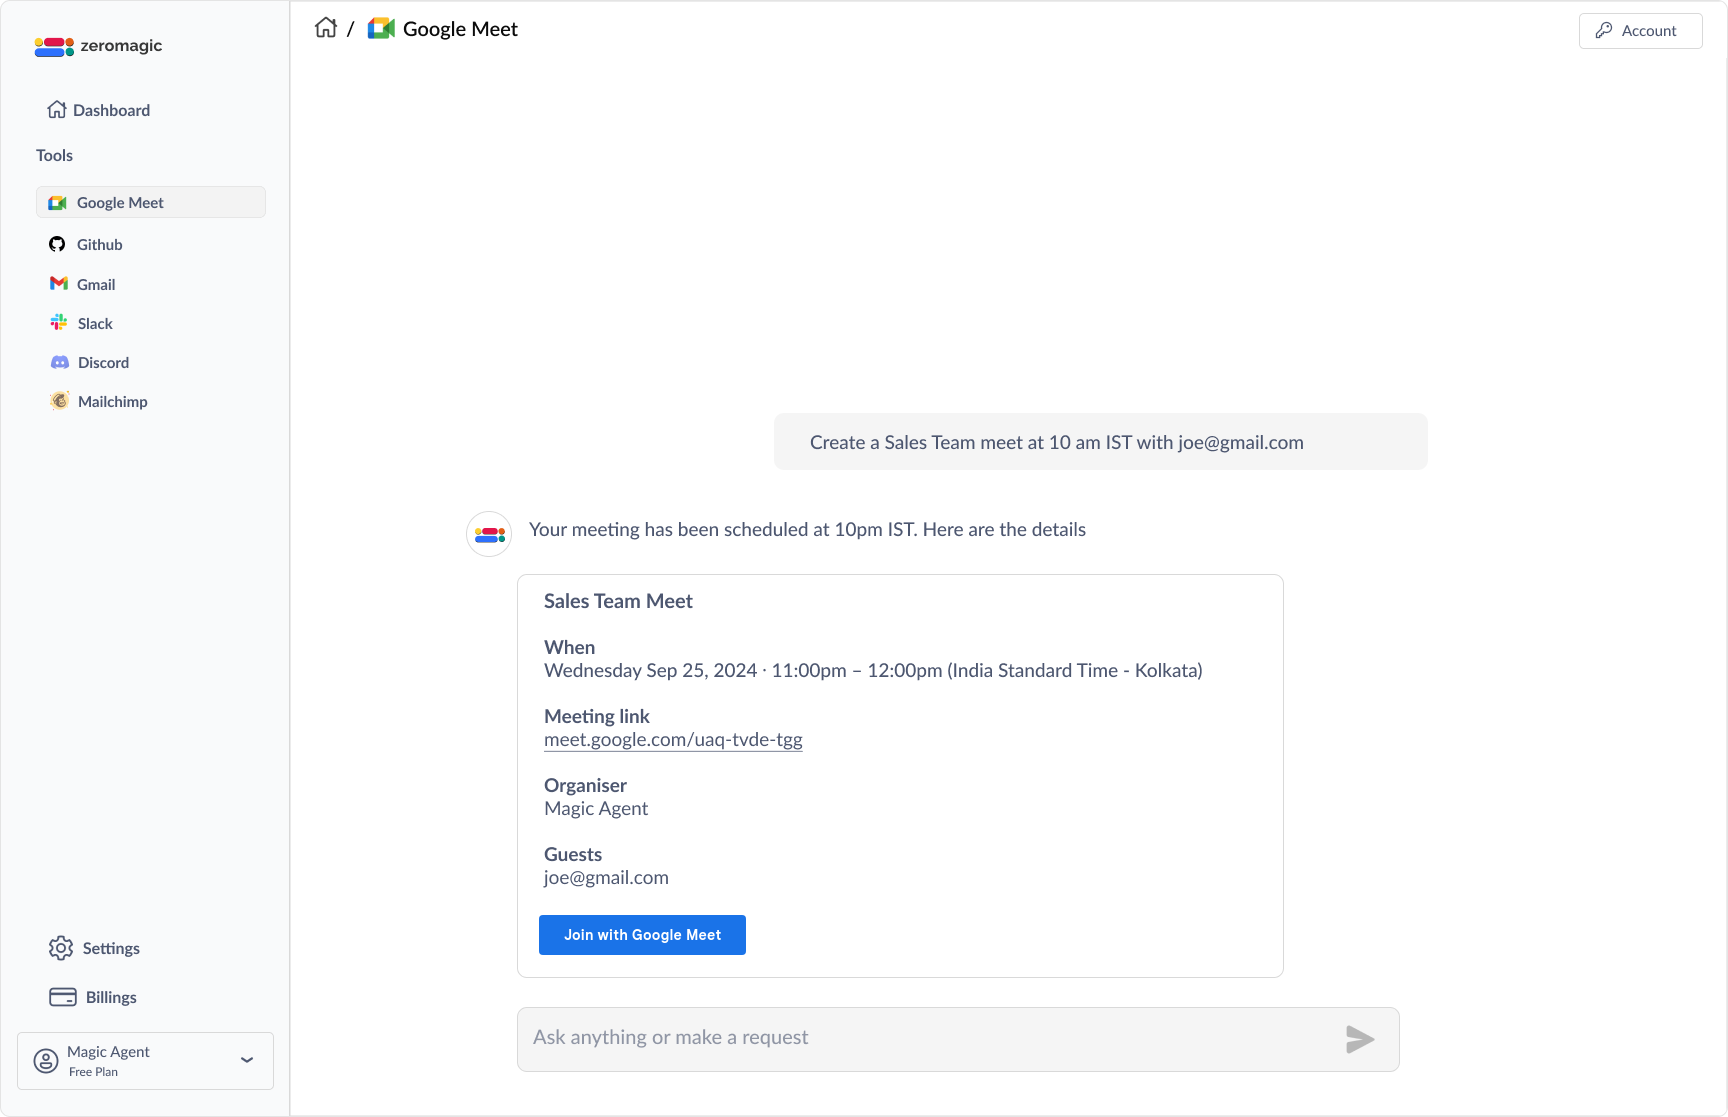 zeromagic
Dashboard
Tools
Google Meet
Github
Gmail
Slack
Discord
Mailchimp
Settings
Billings
Magic Agent
Free Plan
/ Google Meet
Account
Create a Sales Team meet at 10 am IST with joe@gmail.com
Your meeting has been scheduled at 10pm IST. Here are the details
Sales Team Meet
When
Wednesday Sep 25, 2024 · 11:00pm – 12:00pm (India Standard Time - Kolkata)
Meeting link
meet.google.com/uaq-tvde-tgg
Organiser
Magic Agent
Guests
joe@gmail.com
Join with Google Meet
Ask anything or make a request